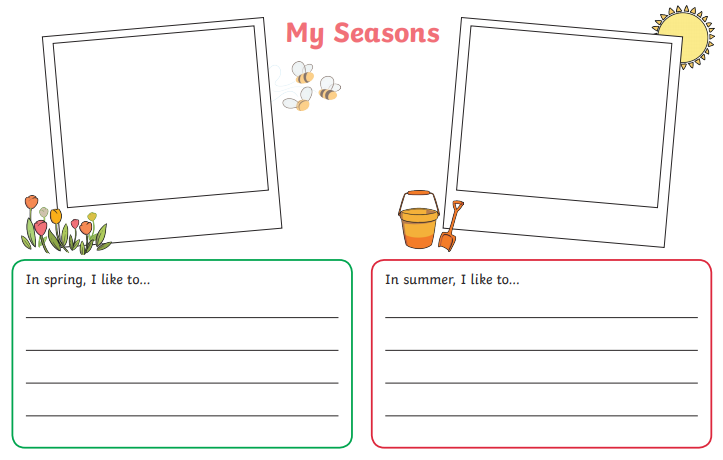 My Seasons
In spring, I like to...
In summer, I like to...